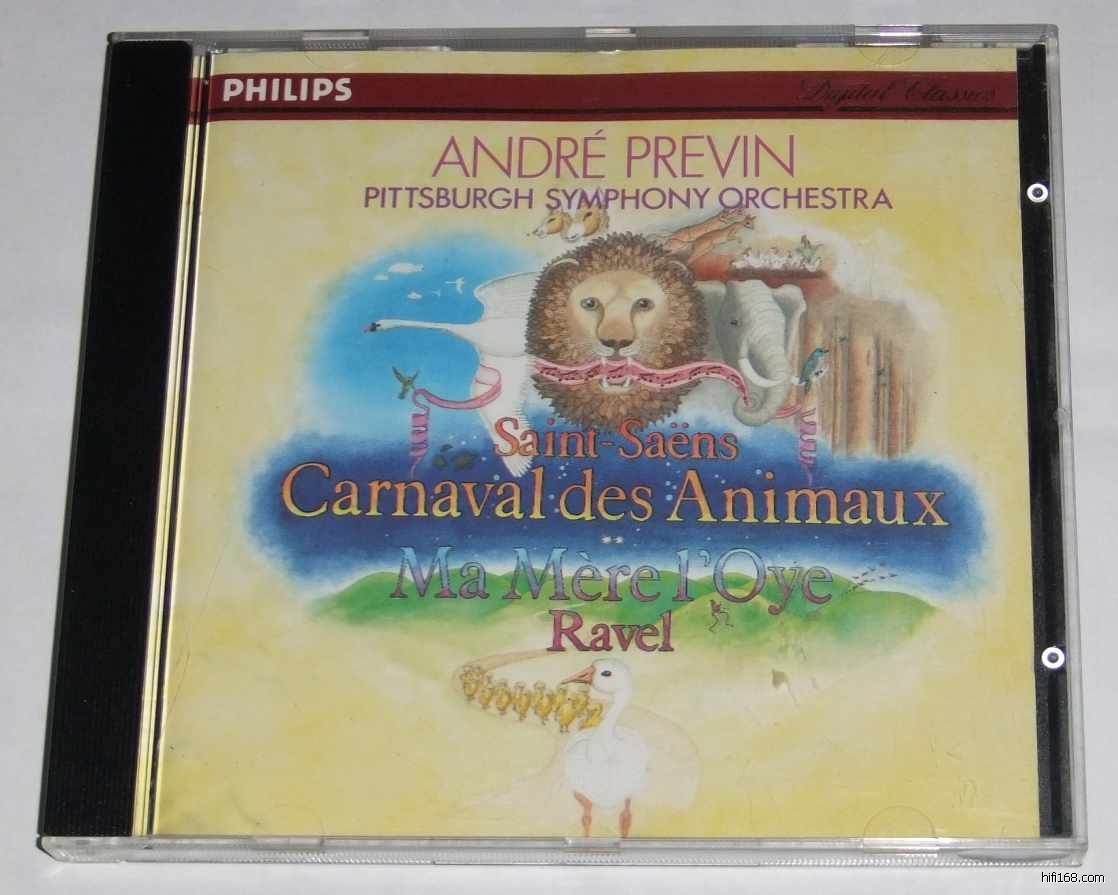 PHILIPS
Digital Classics
ANDRÉ PREVIN
PITTSBURGH SYMPHONY ORCHESTRA
Saint-Saëns
Carnaval des Animaux
Ma Mère l'Oye
Ravel
hifi168.com